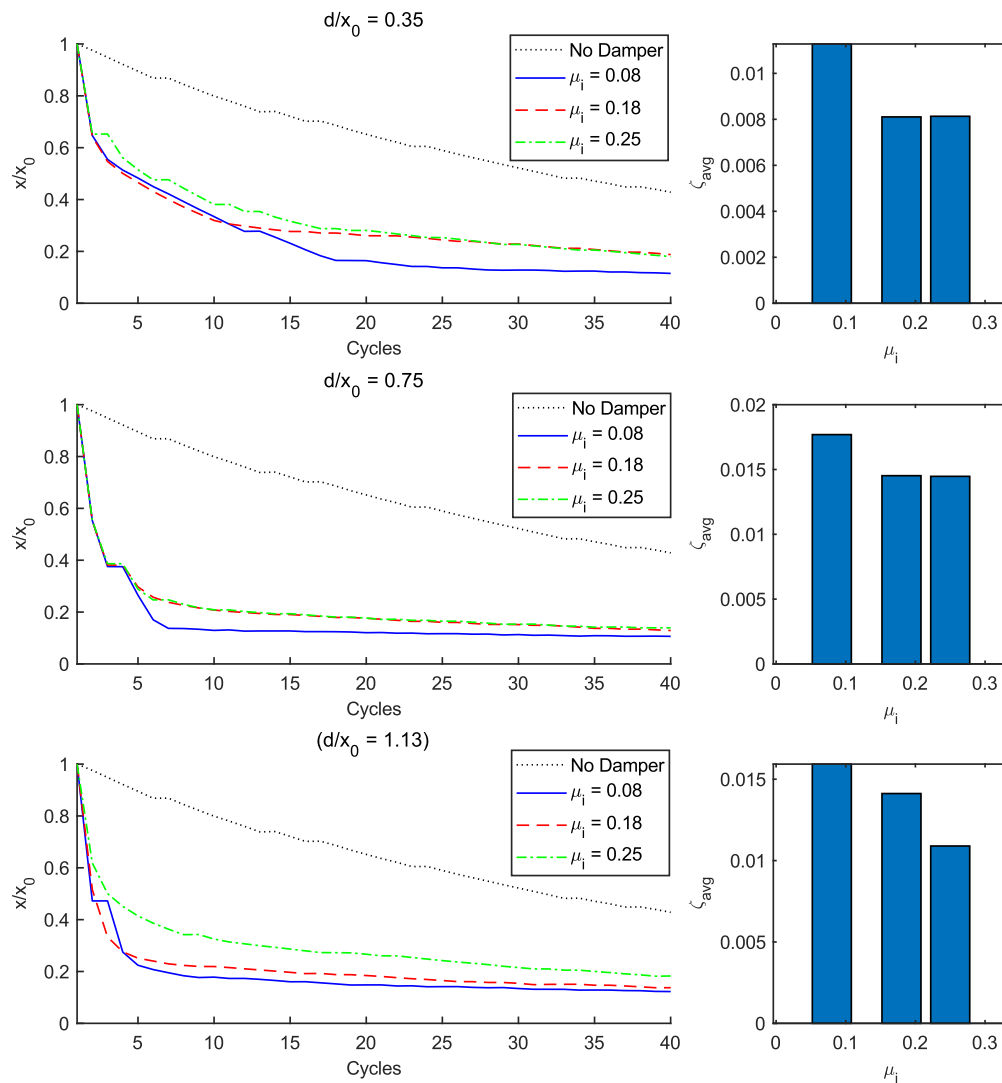 d/x0 = 0.35
1
0.8
0.6
0.4
0.2
0
x/x0
5 10 15 20 25 30 35 40
Cycles
No Damper
μi = 0.08
μi = 0.18
μi = 0.25
0.01
0.008
0.006
0.004
0.002
0
ζavg
0 0.1 0.2 0.3
μi
d/x0 = 0.75
1
0.8
0.6
0.4
0.2
0
x/x0
5 10 15 20 25 30 35 40
Cycles
No Damper
μi = 0.08
μi = 0.18
μi = 0.25
0.02
0.015
0.01
0.005
0
ζavg
0 0.1 0.2 0.3
μi
(d/x0 = 1.13)
1
0.8
0.6
0.4
0.2
0
x/x0
5 10 15 20 25 30 35 40
Cycles
No Damper
μi = 0.08
μi = 0.18
μi = 0.25
0.015
0.01
0.005
0
ζavg
0 0.1 0.2 0.3
μi